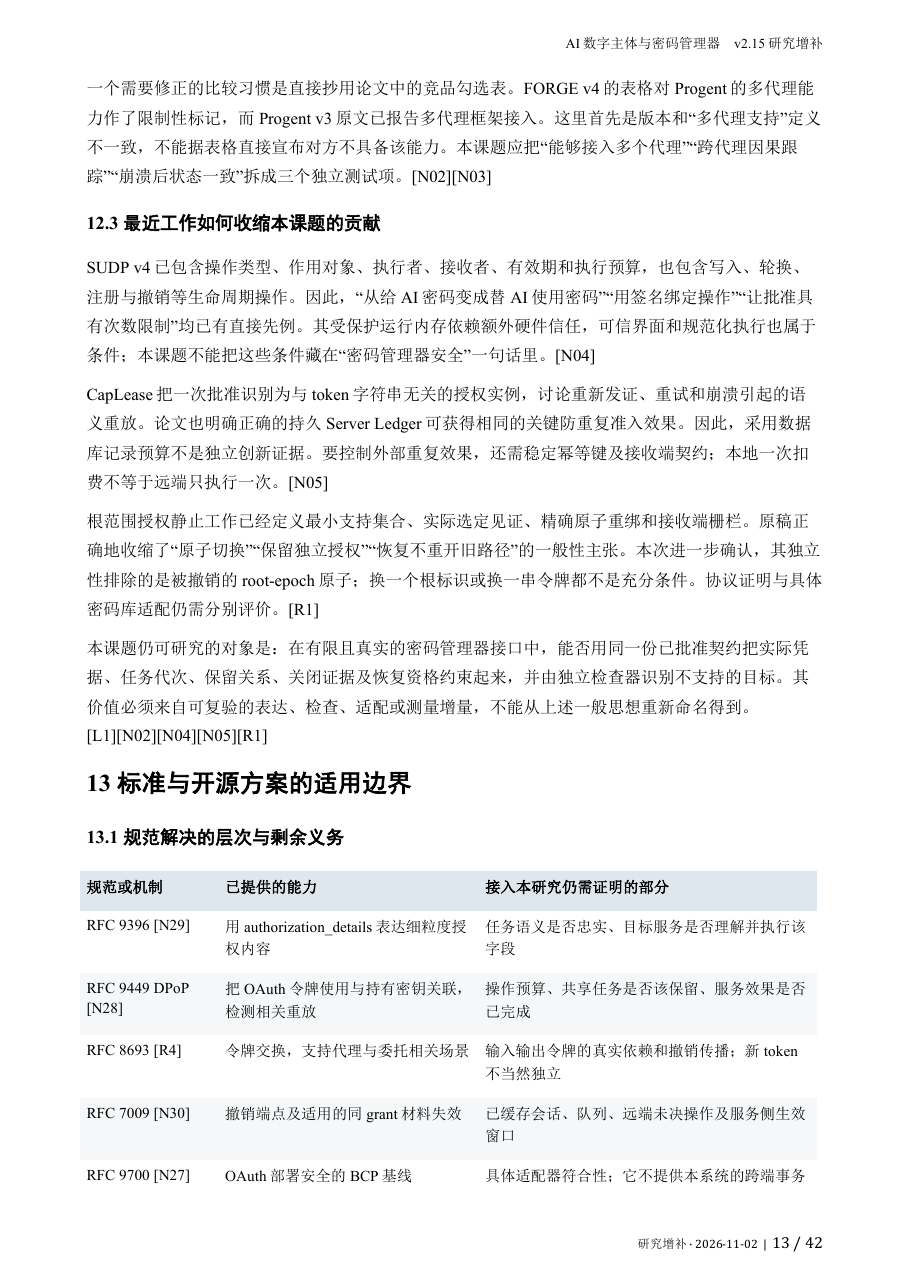 AI 数字主体与密码管理器 v2.15 研究增补
一个需要修正的比较习惯是直接抄用论文中的竞品勾选表。FORGE v4 的表格对 Progent 的多代理能
力作了限制性标记，而 Progent v3 原文已报告多代理框架接入。这里首先是版本和“多代理支持”定义
不一致，不能据表格直接宣布对方不具备该能力。本课题应把“能够接入多个代理”“跨代理因果跟
踪”“崩溃后状态一致”拆成三个独立测试项。[N02][N03]
12.3 最近工作如何收缩本课题的贡献
SUDP v4 已包含操作类型、作用对象、执行者、接收者、有效期和执行预算，也包含写入、轮换、
注册与撤销等生命周期操作。因此，“从给 AI 密码变成替 AI 使用密码”“用签名绑定操作”“让批准具
有次数限制”均已有直接先例。其受保护运行内存依赖额外硬件信任，可信界面和规范化执行也属于
条件；本课题不能把这些条件藏在“密码管理器安全”一句话里。[N04]
CapLease 把一次批准识别为与 token 字符串无关的授权实例，讨论重新发证、重试和崩溃引起的语
义重放。论文也明确正确的持久 Server Ledger 可获得相同的关键防重复准入效果。因此，采用数据
库记录预算不是独立创新证据。要控制外部重复效果，还需稳定幂等键及接收端契约；本地一次扣
费不等于远端只执行一次。[N05]
根范围授权静止工作已经定义最小支持集合、实际选定见证、精确原子重绑和接收端栅栏。原稿正
确地收缩了“原子切换”“保留独立授权”“恢复不重开旧路径”的一般性主张。本次进一步确认，其独立
性排除的是被撤销的 root-epoch 原子；换一个根标识或换一串令牌都不是充分条件。协议证明与具体
密码库适配仍需分别评价。[R1]
本课题仍可研究的对象是：在有限且真实的密码管理器接口中，能否用同一份已批准契约把实际凭
据、任务代次、保留关系、关闭证据及恢复资格约束起来，并由独立检查器识别不支持的目标。其
价值必须来自可复验的表达、检查、适配或测量增量，不能从上述一般思想重新命名得到。
[L1][N02][N04][N05][R1]
13 标准与开源方案的适用边界
13.1 规范解决的层次与剩余义务
规范或机制 已提供的能力 接入本研究仍需证明的部分
RFC 9396 [N29] 用 authorization_details 表达细粒度授 任务语义是否忠实、目标服务是否理解并执行该
权内容 字段
RFC 9449 DPoP 把 OAuth 令牌使用与持有密钥关联， 操作预算、共享任务是否该保留、服务效果是否
[N28] 检测相关重放 已完成
RFC 8693 [R4] 令牌交换，支持代理与委托相关场景 输入输出令牌的真实依赖和撤销传播；新 token
不当然独立
RFC 7009 [N30] 撤销端点及适用的同 grant 材料失效 已缓存会话、队列、远端未决操作及服务侧生效
窗口
RFC 9700 [N27] OAuth 部署安全的 BCP 基线 具体适配器符合性；它不提供本系统的跨端事务
研究增补 · 2026-11-02 | 13 / 42